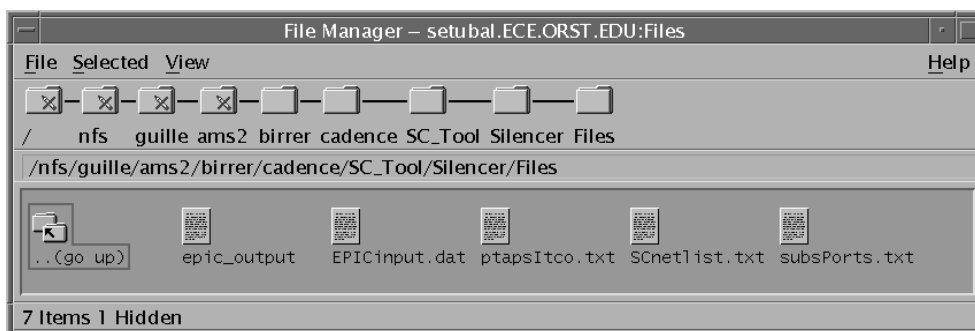 File Manager – setubal.ECE.ORST.EDU:Files
File Selected View Help
/ nfs guille ams2 birrer cadence SC_Tool Silencer Files
/nfs/guille/ams2/birrer/cadence/SC_Tool/Silencer/Files
..(go up) epic_output EPICinput.dat ptapsItco.txt SCnetlist.txt subsPorts.txt
7 Items 1 Hidden